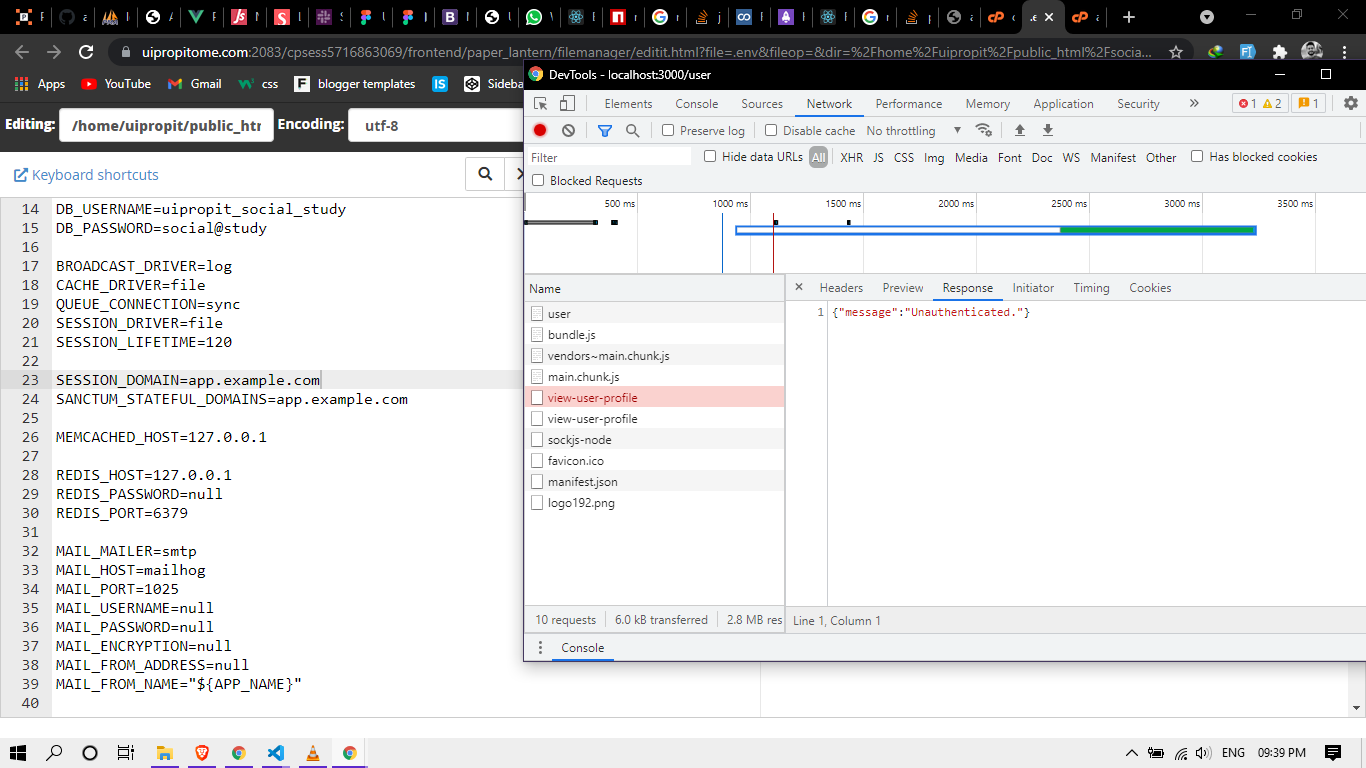 uipropitome.com:2083/cpsess5716863069/frontend/paper_lantern/filemanager/editit.html?file=.env&fileop=&dir=%2Fhome%2Fuipropit%2Fpublic_html%2Fsocia...
Apps YouTube Gmail css blogger templates Sideba
DevTools - localhost:3000/user
Editing: /home/uipropit/public_htr Encoding: utf-8
Keyboard shortcuts
14 DB_USERNAME=uipropit_social_study
15 DB_PASSWORD=social@study
16
17 BROADCAST_DRIVER=log
18 CACHE_DRIVER=file
19 QUEUE_CONNECTION=sync
20 SESSION_DRIVER=file
21 SESSION_LIFETIME=120
22
23 SESSION_DOMAIN=app.example.com
24 SANCTUM_STATEFUL_DOMAINS=app.example.com
25
26 MEMCACHED_HOST=127.0.0.1
27
28 REDIS_HOST=127.0.0.1
29 REDIS_PASSWORD=null
30 REDIS_PORT=6379
31
32 MAIL_MAILER=smtp
33 MAIL_HOST=mailhog
34 MAIL_PORT=1025
35 MAIL_USERNAME=null
36 MAIL_PASSWORD=null
37 MAIL_ENCRYPTION=null
38 MAIL_FROM_ADDRESS=null
39 MAIL_FROM_NAME="${APP_NAME}"
40
Elements Console Sources Network Performance Memory Application Security » 1 2 1
Preserve log Disable cache No throttling
Filter Hide data URLs All XHR JS CSS Img Media Font Doc WS Manifest Other Has blocked cookies
Blocked Requests
500 ms 1000 ms 1500 ms 2000 ms 2500 ms 3000 ms 3500 ms
Name
user
bundle.js
vendors~main.chunk.js
main.chunk.js
view-user-profile
view-user-profile
sockjs-node
favicon.ico
manifest.json
logo192.png
10 requests 6.0 kB transferred 2.8 MB res
Headers Preview Response Initiator Timing Cookies
1 {"message":"Unauthenticated."}
Line 1, Column 1
Console
ENG 09:39 PM